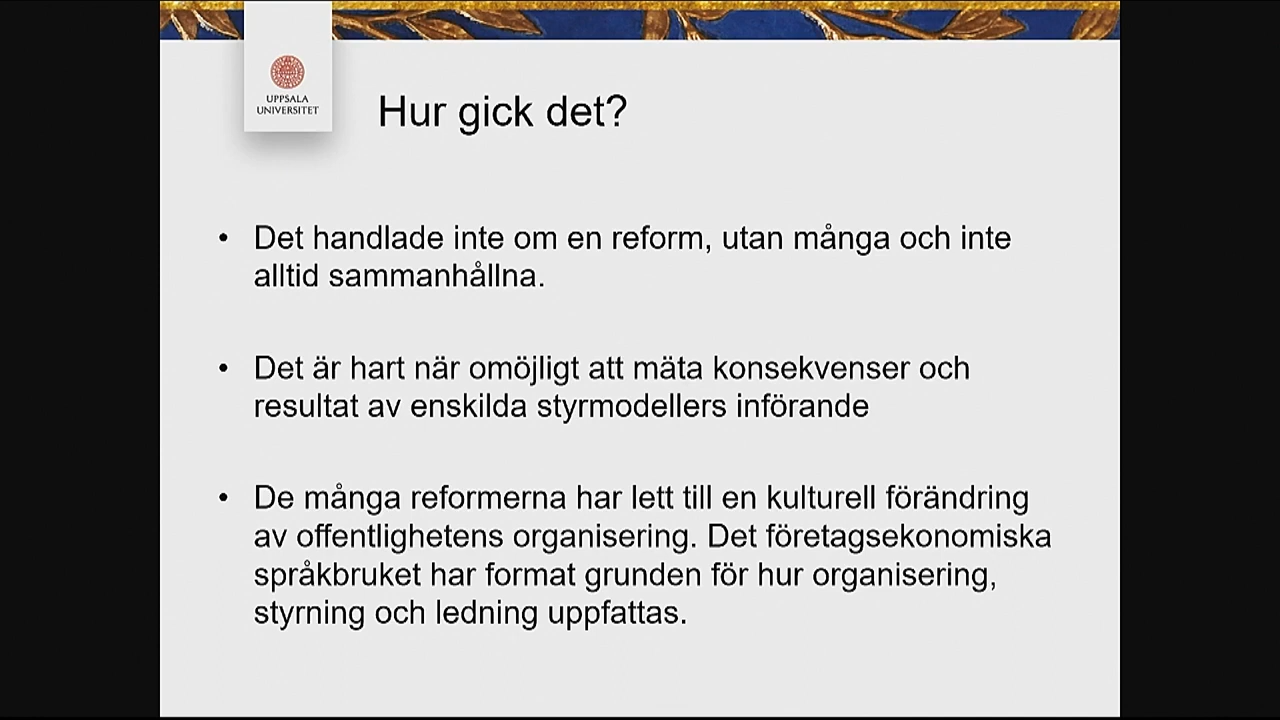 UPPSALA
UNIVERSITET
Hur gick det?
• Det handlade inte om en reform, utan många och inte
alltid sammanhållna.
• Det är hart när omöjligt att mäta konsekvenser och
resultat av enskilda styrmodellers införande
• De många reformerna har lett till en kulturell förändring
av offentlighetens organisering. Det företagsekonomiska
språkbruket har format grunden för hur organisering,
styrning och ledning uppfattas.